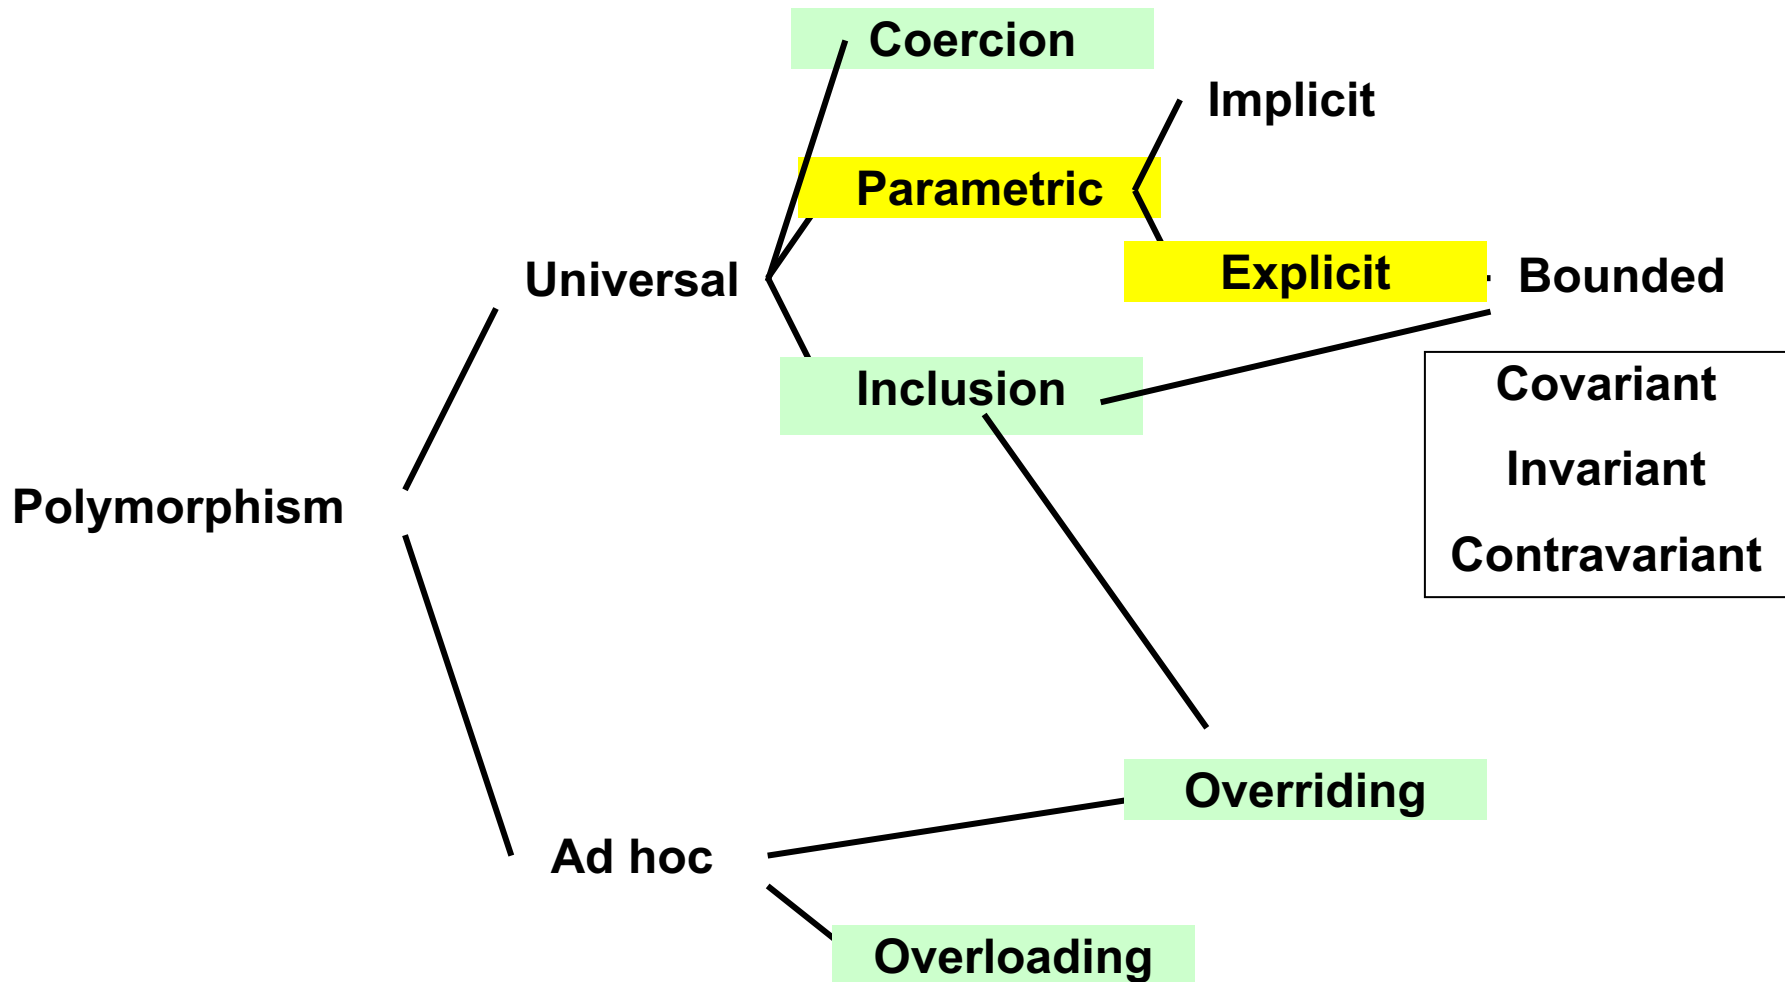 Coercion
Implicit
Parametric
Universal
Explicit
Bounded
Inclusion
Covariant
Invariant
Polymorphism
Contravariant
Overriding
Ad hoc
Overloading